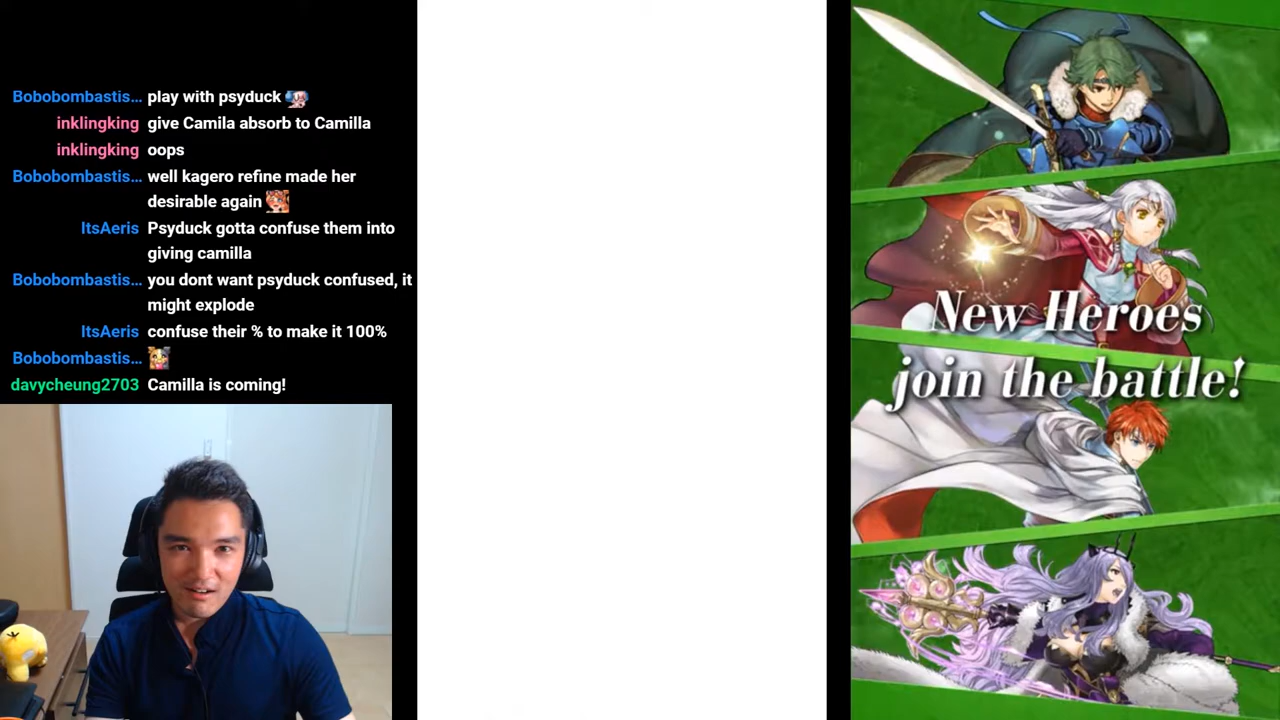 Bobobombastis… play with psyduck
inklingking give Camila absorb to Camilla
inklingking oops
Bobobombastis… well kagero refine made her
desirable again
ItsAeris Psyduck gotta confuse them into
giving camilla
Bobobombastis… you dont want psyduck confused, it
might explode
ItsAeris confuse their % to make it 100%
Bobobombastis…
davycheung2703 Camilla is coming!
New Heroes
join the battle!